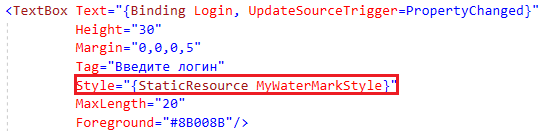 <TextBox Text="{Binding Login, UpdateSourceTrigger=PropertyChanged}"
Height="30"
Margin="0,0,0,5"
Tag="Введите логин"
Style="{StaticResource MyWaterMarkStyle}"
MaxLength="20"
Foreground="#8B008B"/>